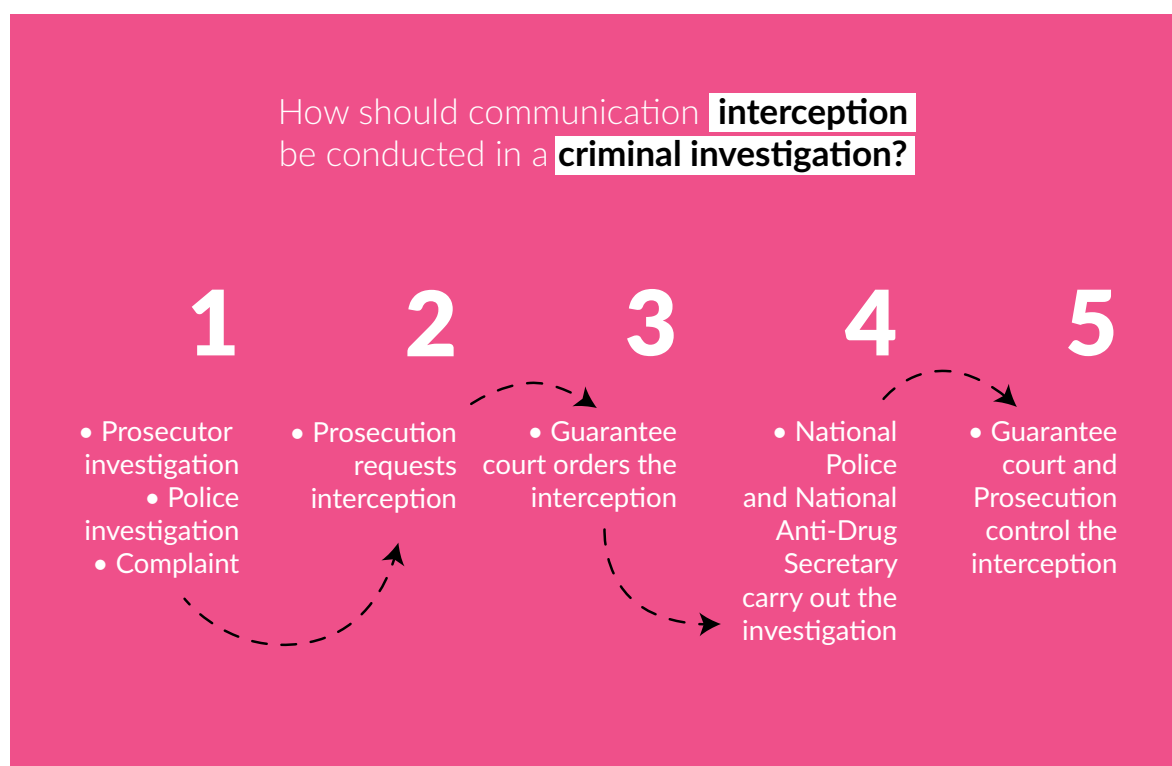 How should communication interception
be conducted in a criminal investigation?
1
• Prosecutor
investigation
• Police
investigation
• Complaint
2
• Prosecution
requests
interception
3
• Guarantee
court orders the
interception
4
• National
Police
and National
Anti-Drug
Secretary
carry out the
investigation
5
• Guarantee
court and
Prosecution
control the
interception